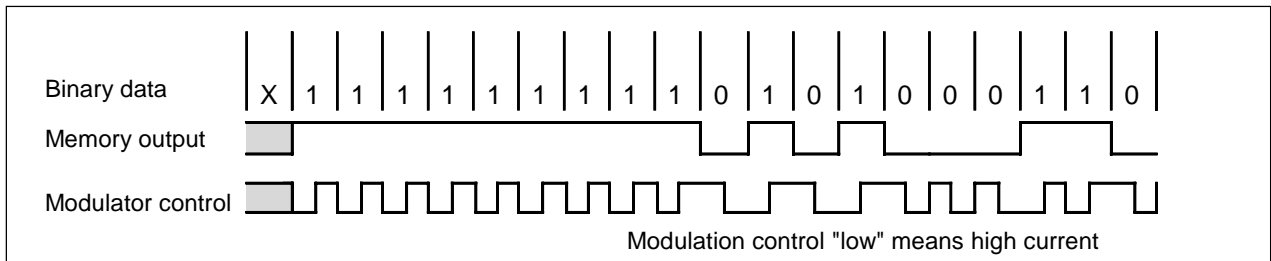 Binary data X 1 1 1 1 1 1 1 1 1 0 1 0 1 0 0 0 1 1 0
Memory output
Modulator control
Modulation control "low" means high current